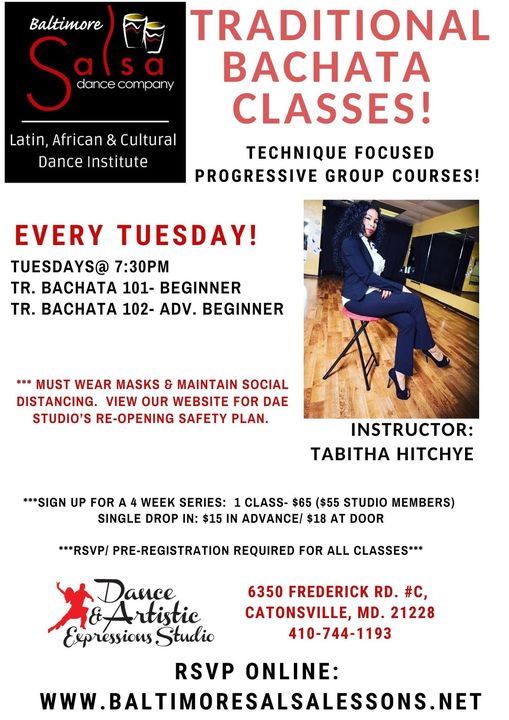 Baltimore
Salsa
dance company
Latin, African & Cultural
Dance Institute
TRADITIONAL
BACHATA
CLASSES!
TECHNIQUE FOCUSED
PROGRESSIVE GROUP COURSES!
EVERY TUESDAY!
TUESDAYS@ 7:30PM
TR. BACHATA 101- BEGINNER
TR. BACHATA 102- ADV. BEGINNER
*** MUST WEAR MASKS & MAINTAIN SOCIAL
DISTANCING. VIEW OUR WEBSITE FOR DAE
STUDIO'S RE-OPENING SAFETY PLAN.
INSTRUCTOR:
TABITHA HITCHYE
***SIGN UP FOR A 4 WEEK SERIES: 1 CLASS- $65 ($55 STUDIO MEMBERS)
SINGLE DROP IN: $15 IN ADVANCE/ $18 AT DOOR
***RSVP/ PRE-REGISTRATION REQUIRED FOR ALL CLASSES***
Dance
& Artistic
Expressions Studio
6350 FREDERICK RD. #C,
CATONSVILLE, MD. 21228
410-744-1193
RSVP ONLINE:
WWW.BALTIMORESALSALESSONS.NET